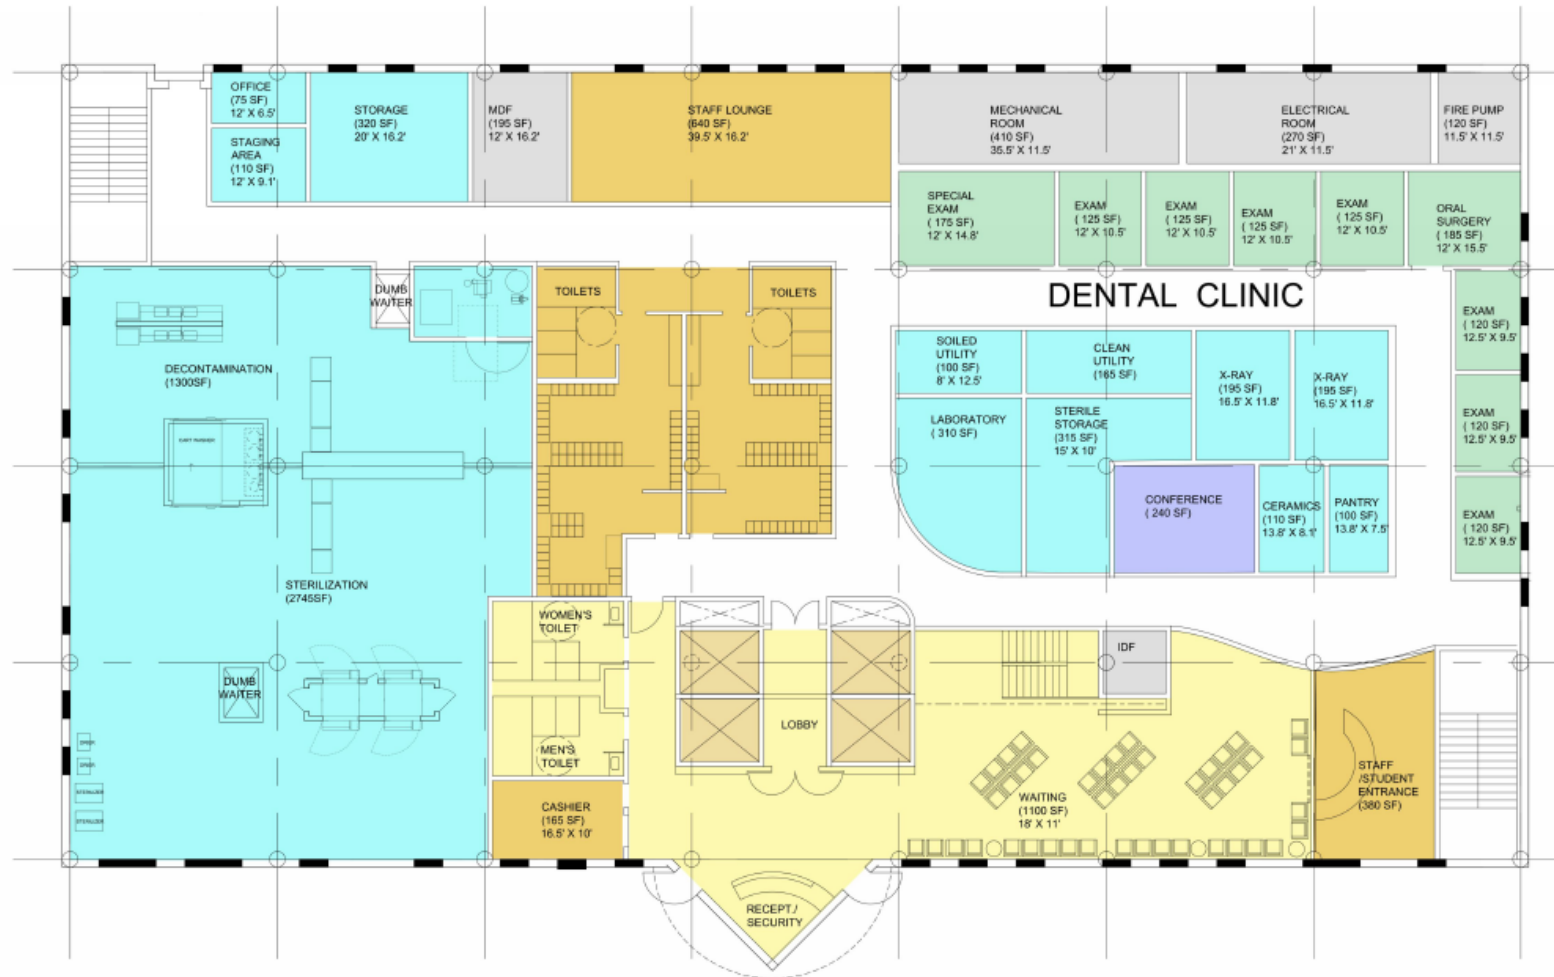 OFFICE
(75 SF)
12' X 6.5'
STAGING
AREA
(110 SF)
12' X 9.1'
STORAGE
(320 SF)
20' X 16.2'
MDF
(195 SF)
12' X 16.2'
STAFF LOUNGE
(640 SF)
39.5' X 16.2'
MECHANICAL
ROOM
(410 SF)
35.5' X 11.5'
ELECTRICAL
ROOM
(270 SF)
21' X 11.5'
FIRE PUMP
(120 SF)
11.5' X 11.5'
SPECIAL
EXAM
( 175 SF)
12' X 14.8'
EXAM
( 125 SF)
12' X 10.5'
EXAM
( 125 SF)
12' X 10.5'
EXAM
( 125 SF)
12' X 10.5'
EXAM
( 125 SF)
12' X 10.5'
ORAL
SURGERY
( 185 SF)
12' X 15.5'
DUMB
WAITER
TOILETS
TOILETS
DENTAL CLINIC
EXAM
( 120 SF)
12.5' X 9.5'
DECONTAMINATION
(1300SF)
SOILED
UTILITY
(100 SF)
8' X 12.5'
CLEAN
UTILITY
(165 SF)
X-RAY
(195 SF)
16.5' X 11.8'
X-RAY
(195 SF)
16.5' X 11.8'
EXAM
( 120 SF)
12.5' X 9.5'
CART WASHER
LABORATORY
( 310 SF)
STERILE
STORAGE
(315 SF)
15' X 10'
CONFERENCE
( 240 SF)
CERAMICS
(110 SF)
13.8' X 8.1'
PANTRY
(100 SF)
13.8' X 7.5'
EXAM
( 120 SF)
12.5' X 9.5'
STERILIZATION
(2745SF)
WOMEN'S
TOILET
IDF
DUMB
WAITER
LOBBY
MEN'S
TOILET
DRIER
DRIER
STERILIZER
STERILIZER
CASHIER
(165 SF)
16.5' X 10'
WAITING
(1100 SF)
18' X 11'
STAFF
/STUDENT
ENTRANCE
(380 SF)
RECEPT./
SECURITY